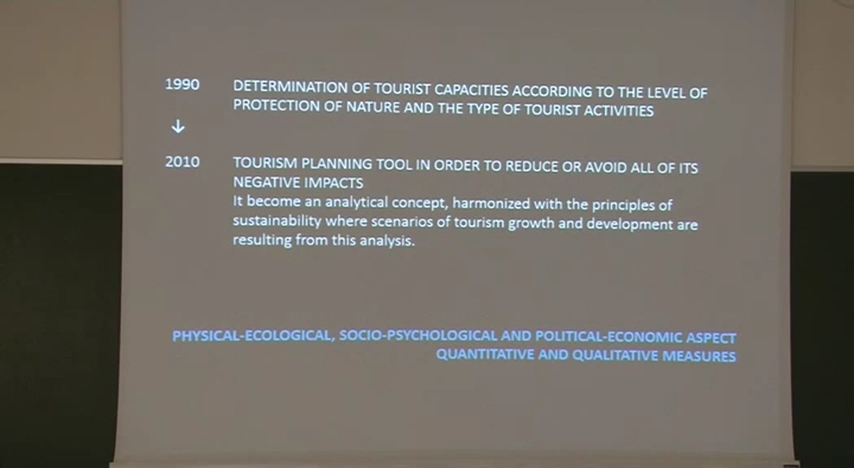 1990 DETERMINATION OF TOURIST CAPACITIES ACCORDING TO THE LEVEL OF
PROTECTION OF NATURE AND THE TYPE OF TOURIST ACTIVITIES
↓
2010 TOURISM PLANNING TOOL IN ORDER TO REDUCE OR AVOID ALL OF ITS
NEGATIVE IMPACTS
It become an analytical concept, harmonized with the principles of
sustainability where scenarios of tourism growth and development are
resulting from this analysis.
PHYSICAL-ECOLOGICAL, SOCIO-PSYCHOLOGICAL AND POLITICAL-ECONOMIC ASPECT
QUANTITATIVE AND QUALITATIVE MEASURES